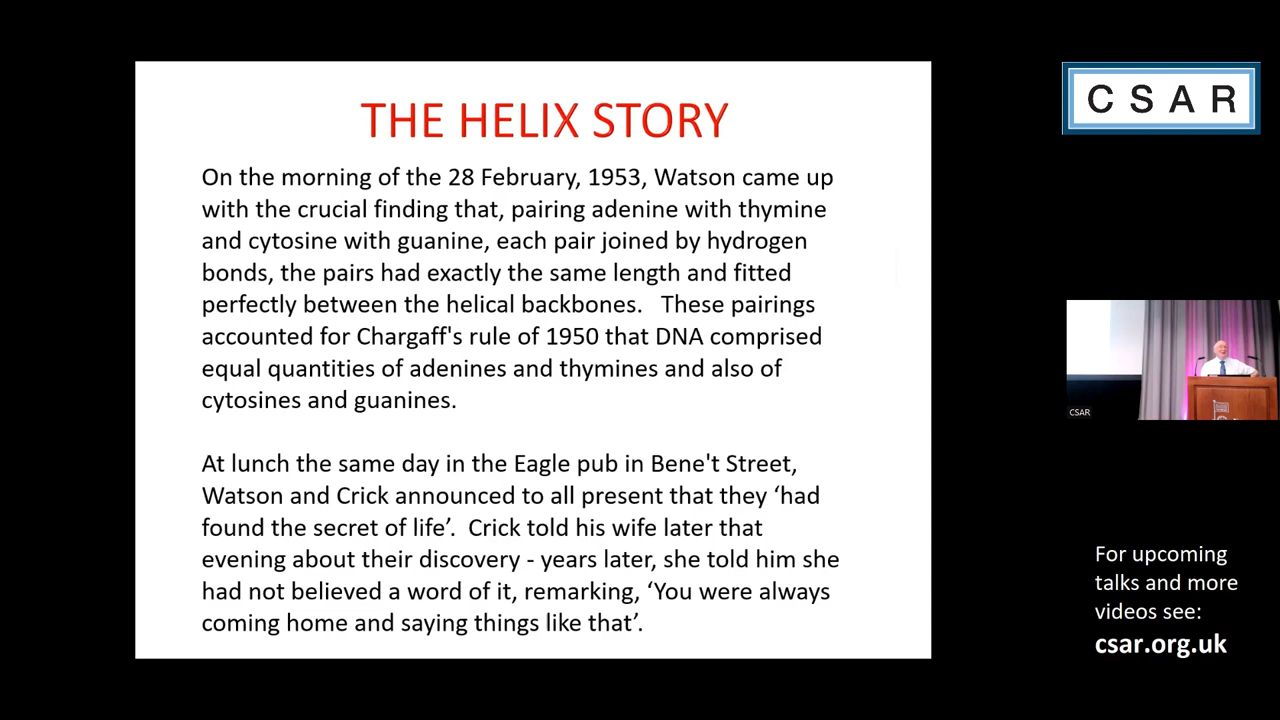 THE HELIX STORY
On the morning of the 28 February, 1953, Watson came up
with the crucial finding that, pairing adenine with thymine
and cytosine with guanine, each pair joined by hydrogen
bonds, the pairs had exactly the same length and fitted
perfectly between the helical backbones.   These pairings
accounted for Chargaff's rule of 1950 that DNA comprised
equal quantities of adenines and thymines and also of
cytosines and guanines.
At lunch the same day in the Eagle pub in Bene't Street,
Watson and Crick announced to all present that they ‘had
found the secret of life’.  Crick told his wife later that
evening about their discovery - years later, she told him she
had not believed a word of it, remarking, ‘You were always
coming home and saying things like that’.
CSAR
CSAR
For upcoming
talks and more
videos see:
csar.org.uk